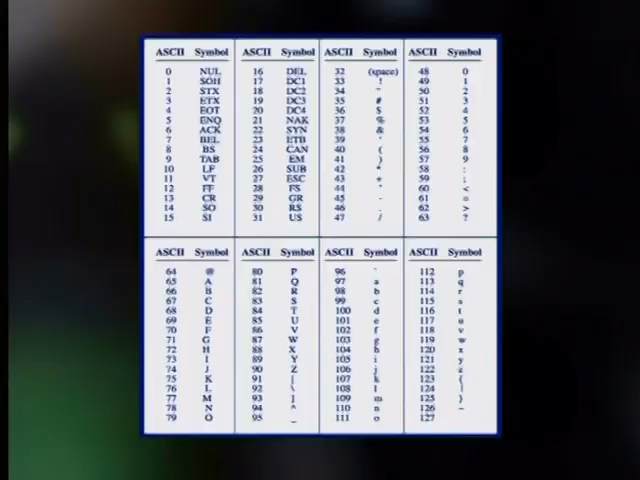 ASCII Symbol ASCII Symbol ASCII Symbol ASCII Symbol
0 NUL 16 DEL 32 (space) 48 0
1 SOH 17 DC1 33 ! 49 1
2 STX 18 DC2 34 " 50 2
3 ETX 19 DC3 35 # 51 3
4 EOT 20 DC4 36 $ 52 4
5 ENQ 21 NAK 37 % 53 5
6 ACK 22 SYN 38 & 54 6
7 BEL 23 ETB 39 ' 55 7
8 BS 24 CAN 40 ( 56 8
9 TAB 25 EM 41 ) 57 9
10 LF 26 SUB 42 * 58 :
11 VT 27 ESC 43 + 59 ;
12 FF 28 FS 44 60 <
13 CR 29 GR 45 - 61 =
14 SO 30 RS 46 . 62 >
15 SI 31 US 47 / 63 ?
ASCII Symbol ASCII Symbol ASCII Symbol ASCII Symbol
64 @ 80 P 96 ` 112 p
65 A 81 Q 97 a 113 q
66 B 82 R 98 b 114 r
67 C 83 S 99 c 115 s
68 D 84 T 100 d 116 t
69 E 85 U 101 e 117 u
70 F 86 V 102 f 118 v
71 G 87 W 103 g 119 w
72 H 88 X 104 h 120 x
73 I 89 Y 105 i 121 y
74 J 90 Z 106 j 122 z
75 K 91 [ 107 k 123 {
76 L 92 \ 108 l 124 |
77 M 93 ] 109 m 125 }
78 N 94 ^ 110 n 126 ~
79 O 95 _ 111 o 127